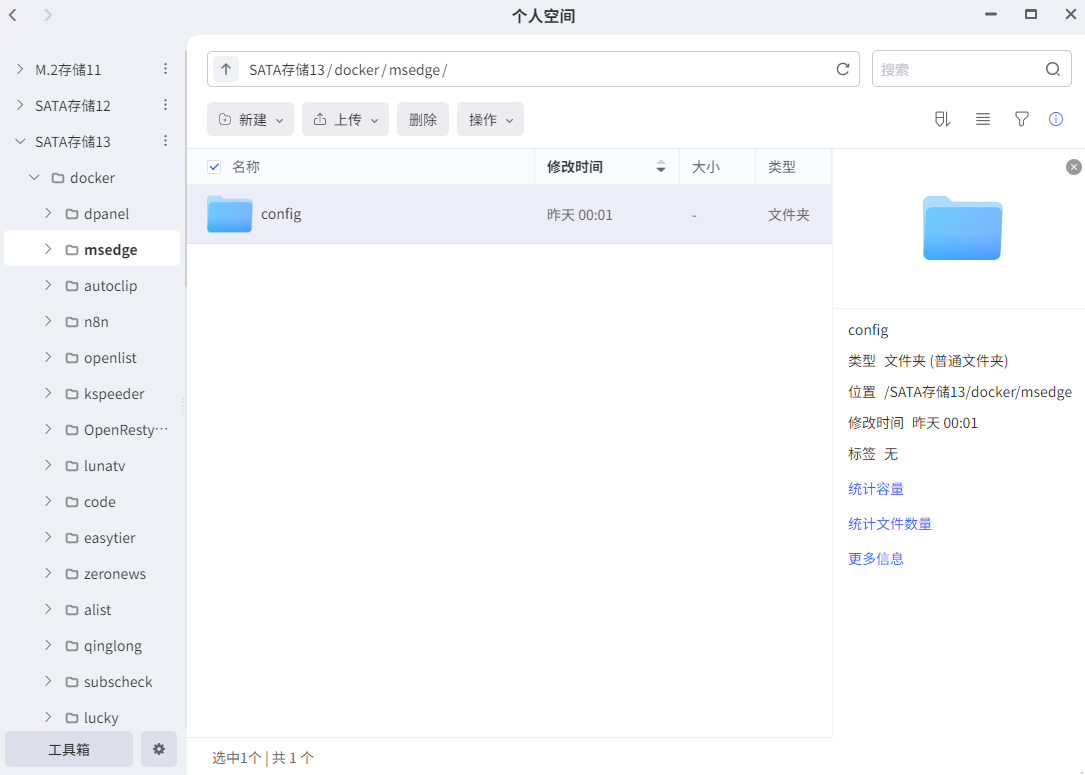 个人空间
M.2存储11
SATA存储12
SATA存储13
docker
dpanel
msedge
autoclip
n8n
openlist
kspeeder
OpenResty…
lunatv
code
easytier
zeronews
alist
qinglong
subscheck
lucky
工具箱
SATA存储13 / docker / msedge /
搜索
新建 上传 删除 操作
名称 修改时间 大小 类型
config 昨天 00:01 - 文件夹
选中1个 | 共 1 个
config
类型 文件夹 (普通文件夹)
位置 /SATA存储13/docker/msedge
修改时间 昨天 00:01
标签 无
统计容量
统计文件数量
更多信息